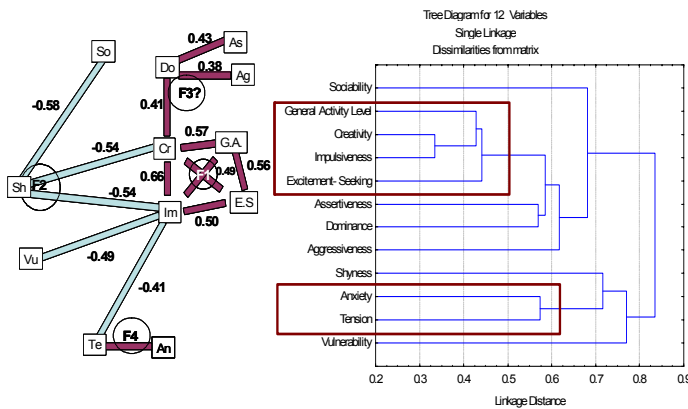 So
-0.58
-0.54
Sh
F2
-0.54
Vu
-0.49
-0.41
Te
F4
An
0.43
As
Do
0.38
Ag
F3?
0.41
Cr
0.57
G.A.
0.66
F1
0.49
0.56
Im
0.50
E.S
Tree Diagram for 12 Variables
Single Linkage
Dissimilarities from matrix
Sociability
General Activity Level
Creativity
Impulsiveness
Excitement- Seeking
Assertiveness
Dominance
Aggressiveness
Shyness
Anxiety
Tension
Vulnerability
0.2 0.3 0.4 0.5 0.6 0.7 0.8 0.9
Linkage Distance